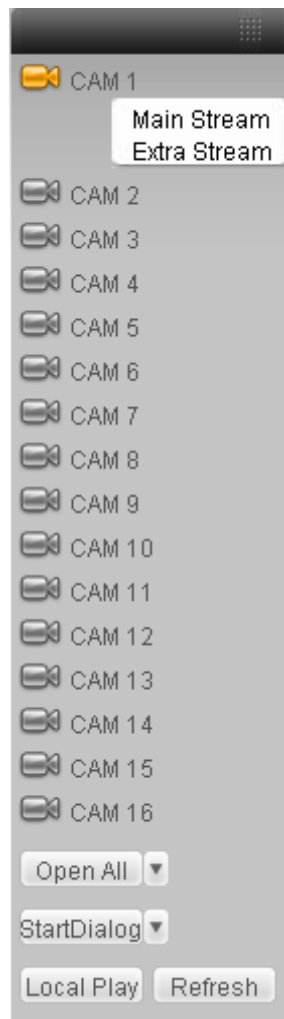 CAM 1
Main Stream
Extra Stream
CAM 2
CAM 3
CAM 4
CAM 5
CAM 6
CAM 7
CAM 8
CAM 9
CAM 10
CAM 11
CAM 12
CAM 13
CAM 14
CAM 15
CAM 16
Open All
StartDialog
Local Play Refresh